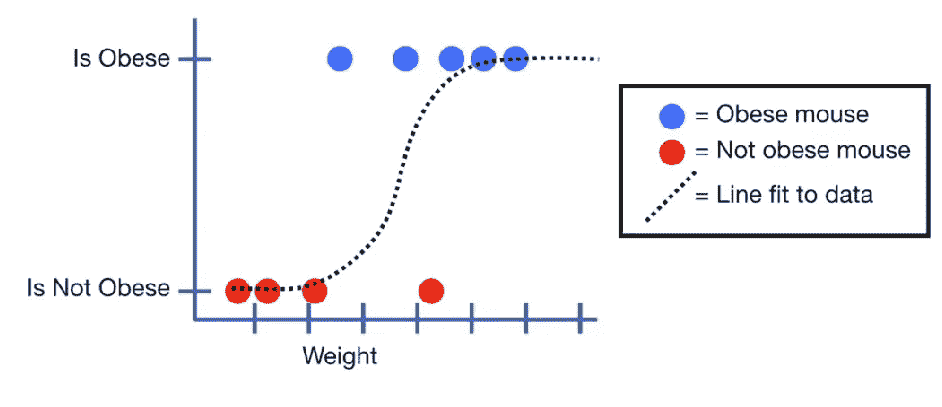 Is Obese
= Obese mouse
= Not obese mouse
= Line fit to data
Is Not Obese
Weight